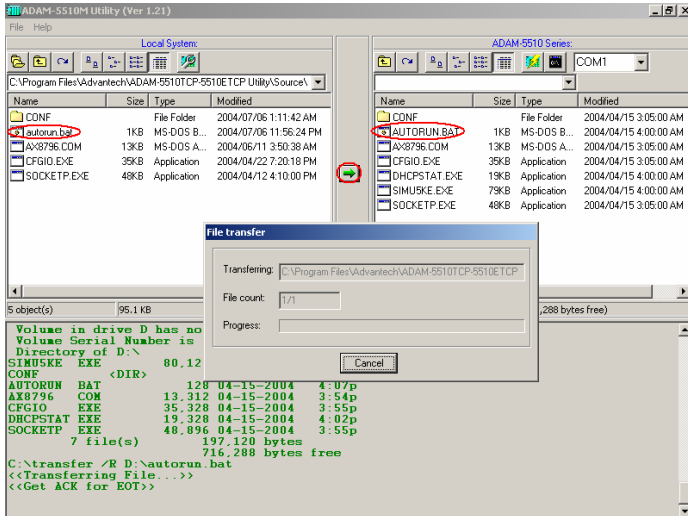 ADAM-5510M Utility (Ver 1.21)
File Help
Local System:
C:\Program Files\Advantech\ADAM-5510TCP-5510ETCP Utility\Source\
Name Size Type Modified
CONF File Folder 2004/07/06 1:11:42 AM
autorun.bat 1KB MS-DOS B... 2004/07/06 11:56:24 PM
AX8796.COM 13KB MS-DOS A... 2004/06/11 3:50:38 AM
CFGIO.EXE 35KB Application 2004/04/22 7:20:18 PM
SOCKETP.EXE 48KB Application 2004/04/12 4:10:00 PM
5 object(s) 95.1 KB
ADAM-5510 Series:
COM1
Name Size Type Modified
CONF File Folder 2004/04/15 3:05:00 AM
AUTORUN.BAT 1KB MS-DOS B... 2004/04/15 4:00:00 AM
AX8796.COM 13KB MS-DOS A... 2004/04/15 3:05:00 AM
CFGIO.EXE 35KB Application 2004/04/15 3:05:00 AM
DHCPSTAT.EXE 19KB Application 2004/04/15 4:00:00 AM
SIMU5KE.EXE 79KB Application 2004/04/15 4:00:00 AM
SOCKETP.EXE 48KB Application 2004/04/15 3:05:00 AM
,288 bytes free)
File transfer
Transferring: C:\Program Files\Advantech\ADAM-5510TCP-5510ETCP
File count: 1/1
Progress:
Cancel
Volume in drive D has no
Volume Serial Number is
Directory of D:\
SIMU5KE EXE 80,12
CONF <DIR>
AUTORUN BAT 128 04-15-2004 4:07p
AX8796 COM 13,312 04-15-2004 3:54p
CFGIO EXE 35,328 04-15-2004 3:55p
DHCPSTAT EXE 19,328 04-15-2004 4:02p
SOCKETP EXE 48,896 04-15-2004 3:55p
7 file(s) 197,120 bytes
716,288 bytes free
C:\transfer /R D:\autorun.bat
<<Transferring File...>>
<<Get ACK for EOT>>